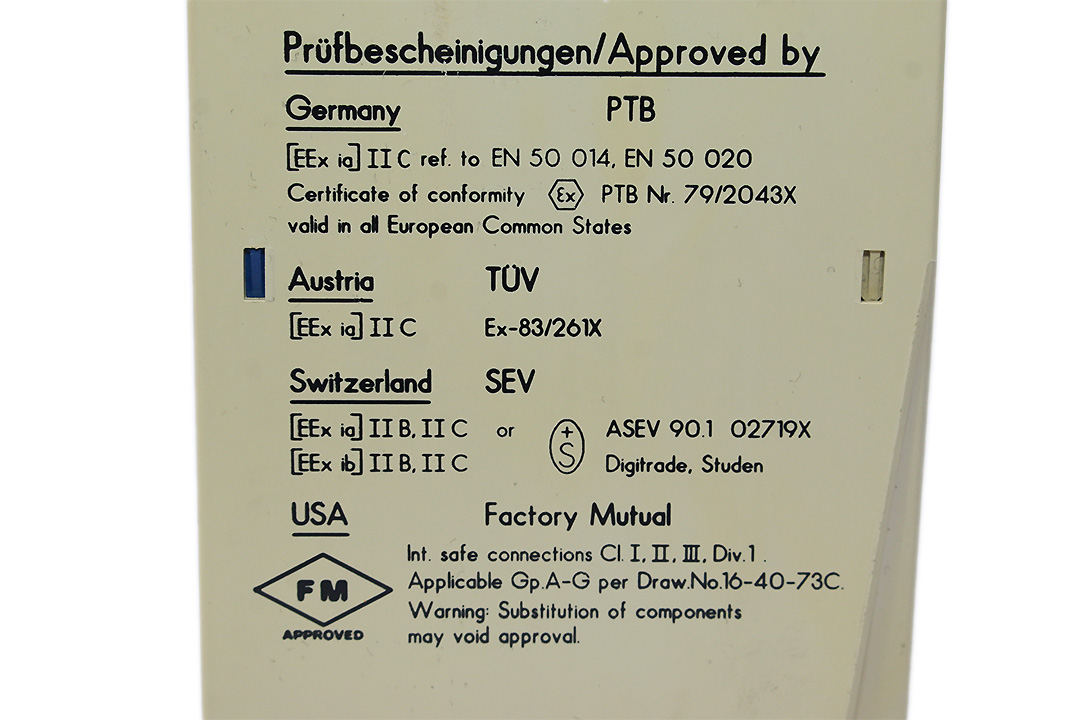 Prüfbescheinigungen/Approved by
Germany PTB
[EEx ia] II C ref. to EN 50 014, EN 50 020
Certificate of conformity Ex PTB Nr. 79/2043X
valid in all European Common States
Austria TÜV
[EEx ia] II C Ex-83/261X
Switzerland SEV
[EEx ia] II B, II C or +S ASEV 90.1 02719X
[EEx ib] II B, II C Digitrade, Studen
USA Factory Mutual
Int. safe connections Cl. I, II, III, Div.1.
FM Applicable Gp.A-G per Draw.No.16-40-73C.
Warning: Substitution of components
APPROVED may void approval.